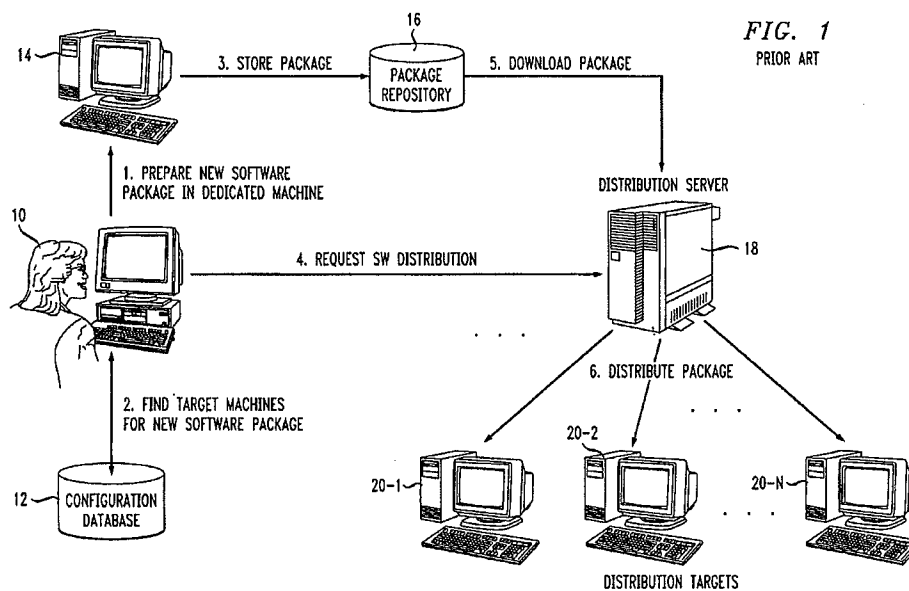 FIG. 1
PRIOR ART
14
3. STORE PACKAGE
16
PACKAGE
REPOSITORY
5. DOWNLOAD PACKAGE
1. PREPARE NEW SOFTWARE
PACKAGE IN DEDICATED MACHINE
DISTRIBUTION SERVER
10
4. REQUEST SW DISTRIBUTION
18
. . .
2. FIND TARGET MACHINES
FOR NEW SOFTWARE PACKAGE
6. DISTRIBUTE PACKAGE
. . .
12
CONFIGURATION
DATABASE
20-1
20-2
. . . .
20-N
DISTRIBUTION TARGETS